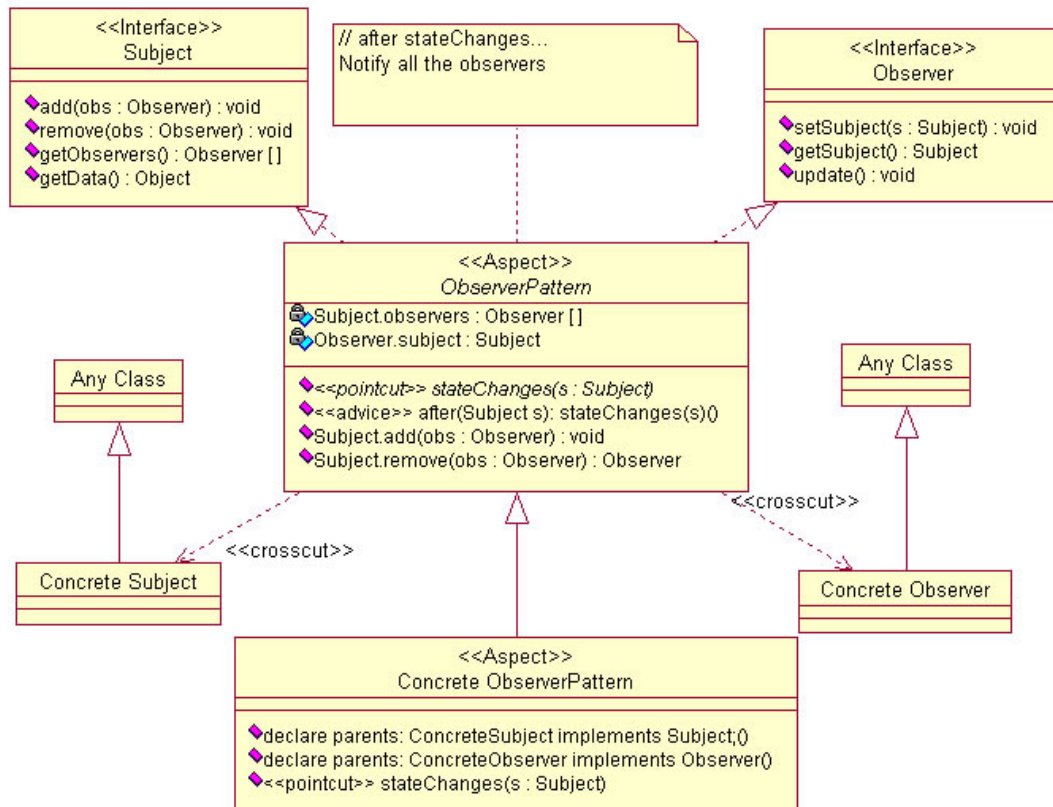 <<Interface>>
Subject
add(obs : Observer) : void
remove(obs : Observer) : void
getObservers() : Observer [ ]
getData() : Object
// after stateChanges...
Notify all the observers
<<Interface>>
Observer
setSubject(s : Subject) : void
getSubject() : Subject
update() : void
<<Aspect>>
ObserverPattern
Subject.observers : Observer [ ]
Observer.subject : Subject
<<pointcut>> stateChanges(s : Subject)
<<advice>> after(Subject s): stateChanges(s)()
Subject.add(obs : Observer) : void
Subject.remove(obs : Observer) : Observer
Any Class
Any Class
<<crosscut>>
<<crosscut>>
Concrete Subject
Concrete Observer
<<Aspect>>
Concrete ObserverPattern
declare parents: ConcreteSubject implements Subject;()
declare parents: ConcreteObserver implements Observer()
<<pointcut>> stateChanges(s : Subject)